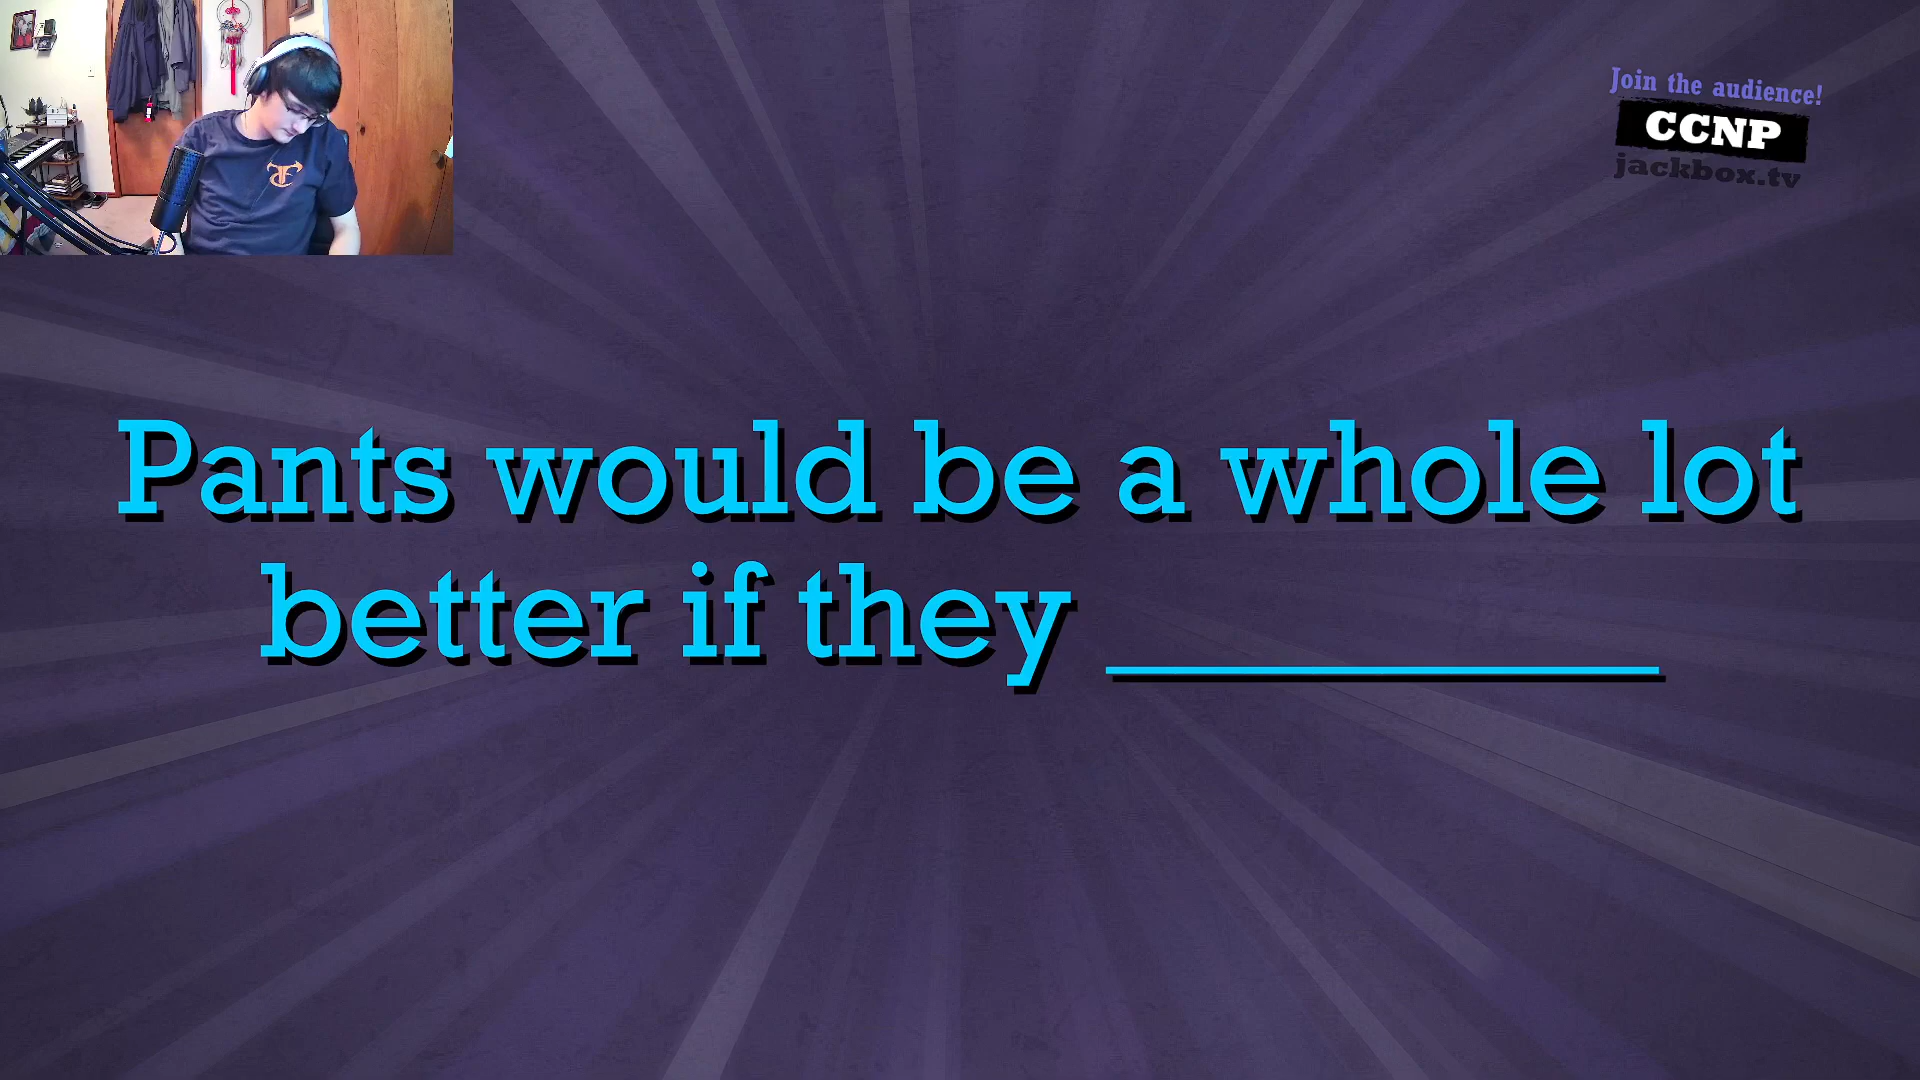 Join the audience!
CCNP
jackbox.tv
Pants would be a whole lot
better if they ________